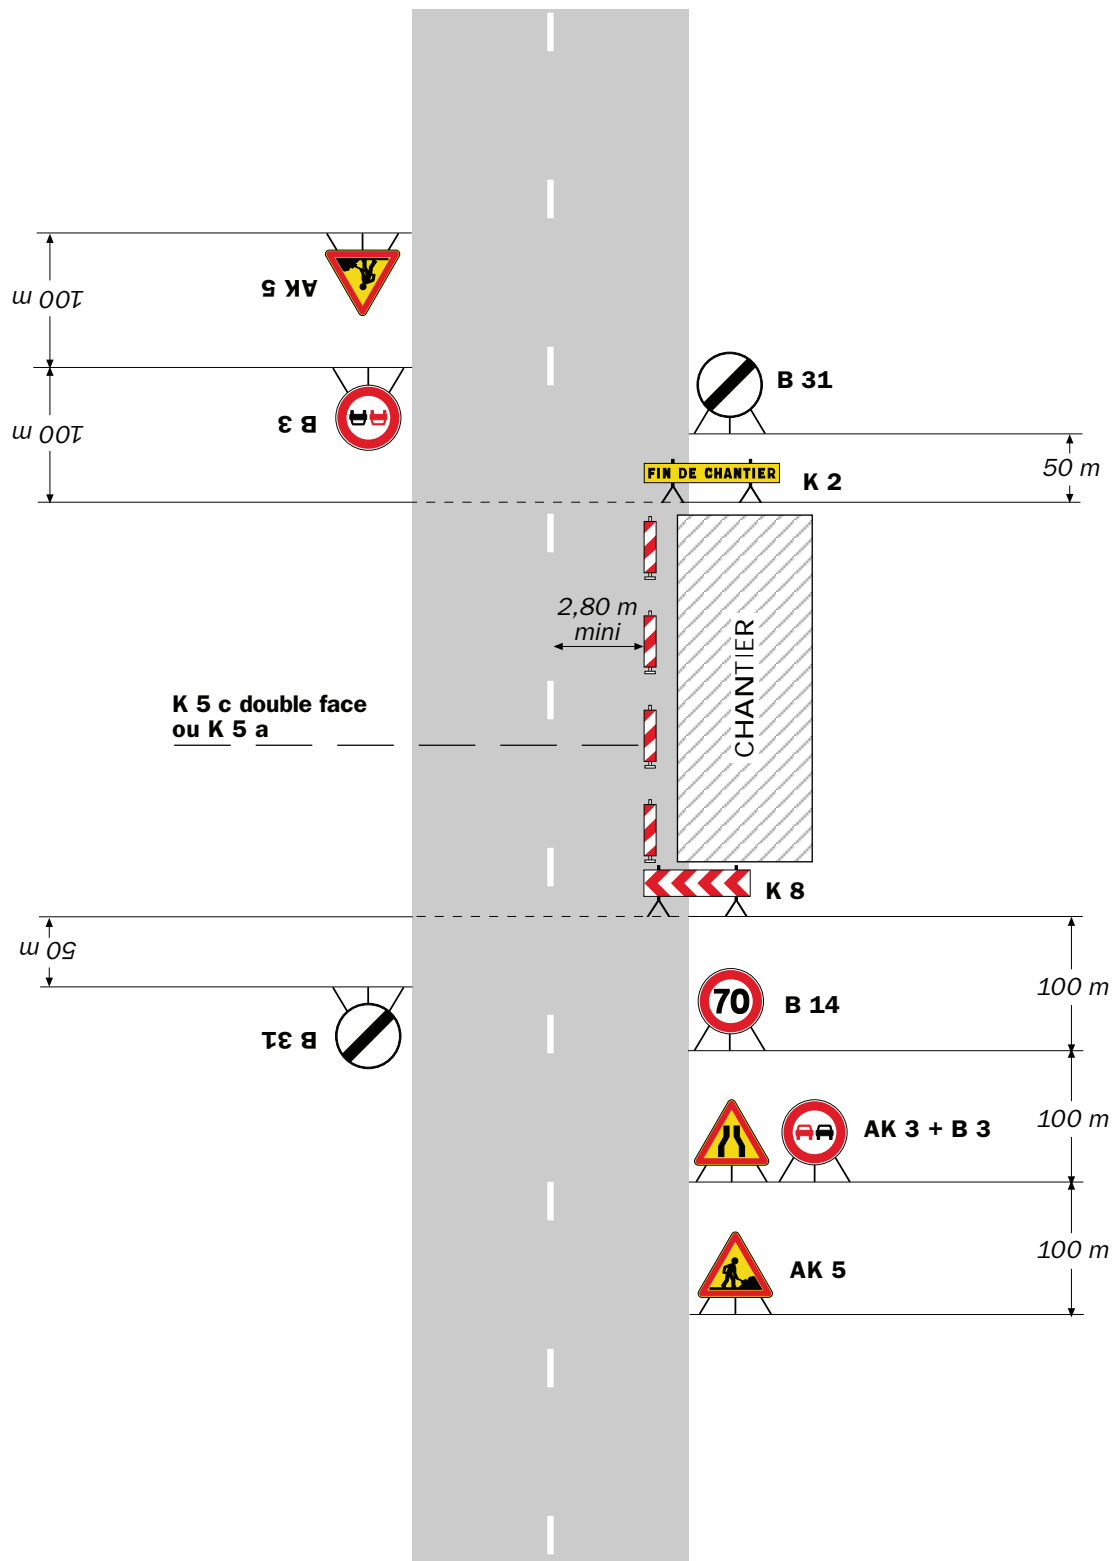 AK 5
100 m
B 3
100 m
B 31
50 m
FIN DE CHANTIER
K 2
2,80 m
mini
CHANTIER
K 5 c double face
ou K 5 a
K 8
50 m
B 31
100 m
70
B 14
100 m
AK 3 + B 3
100 m
AK 5